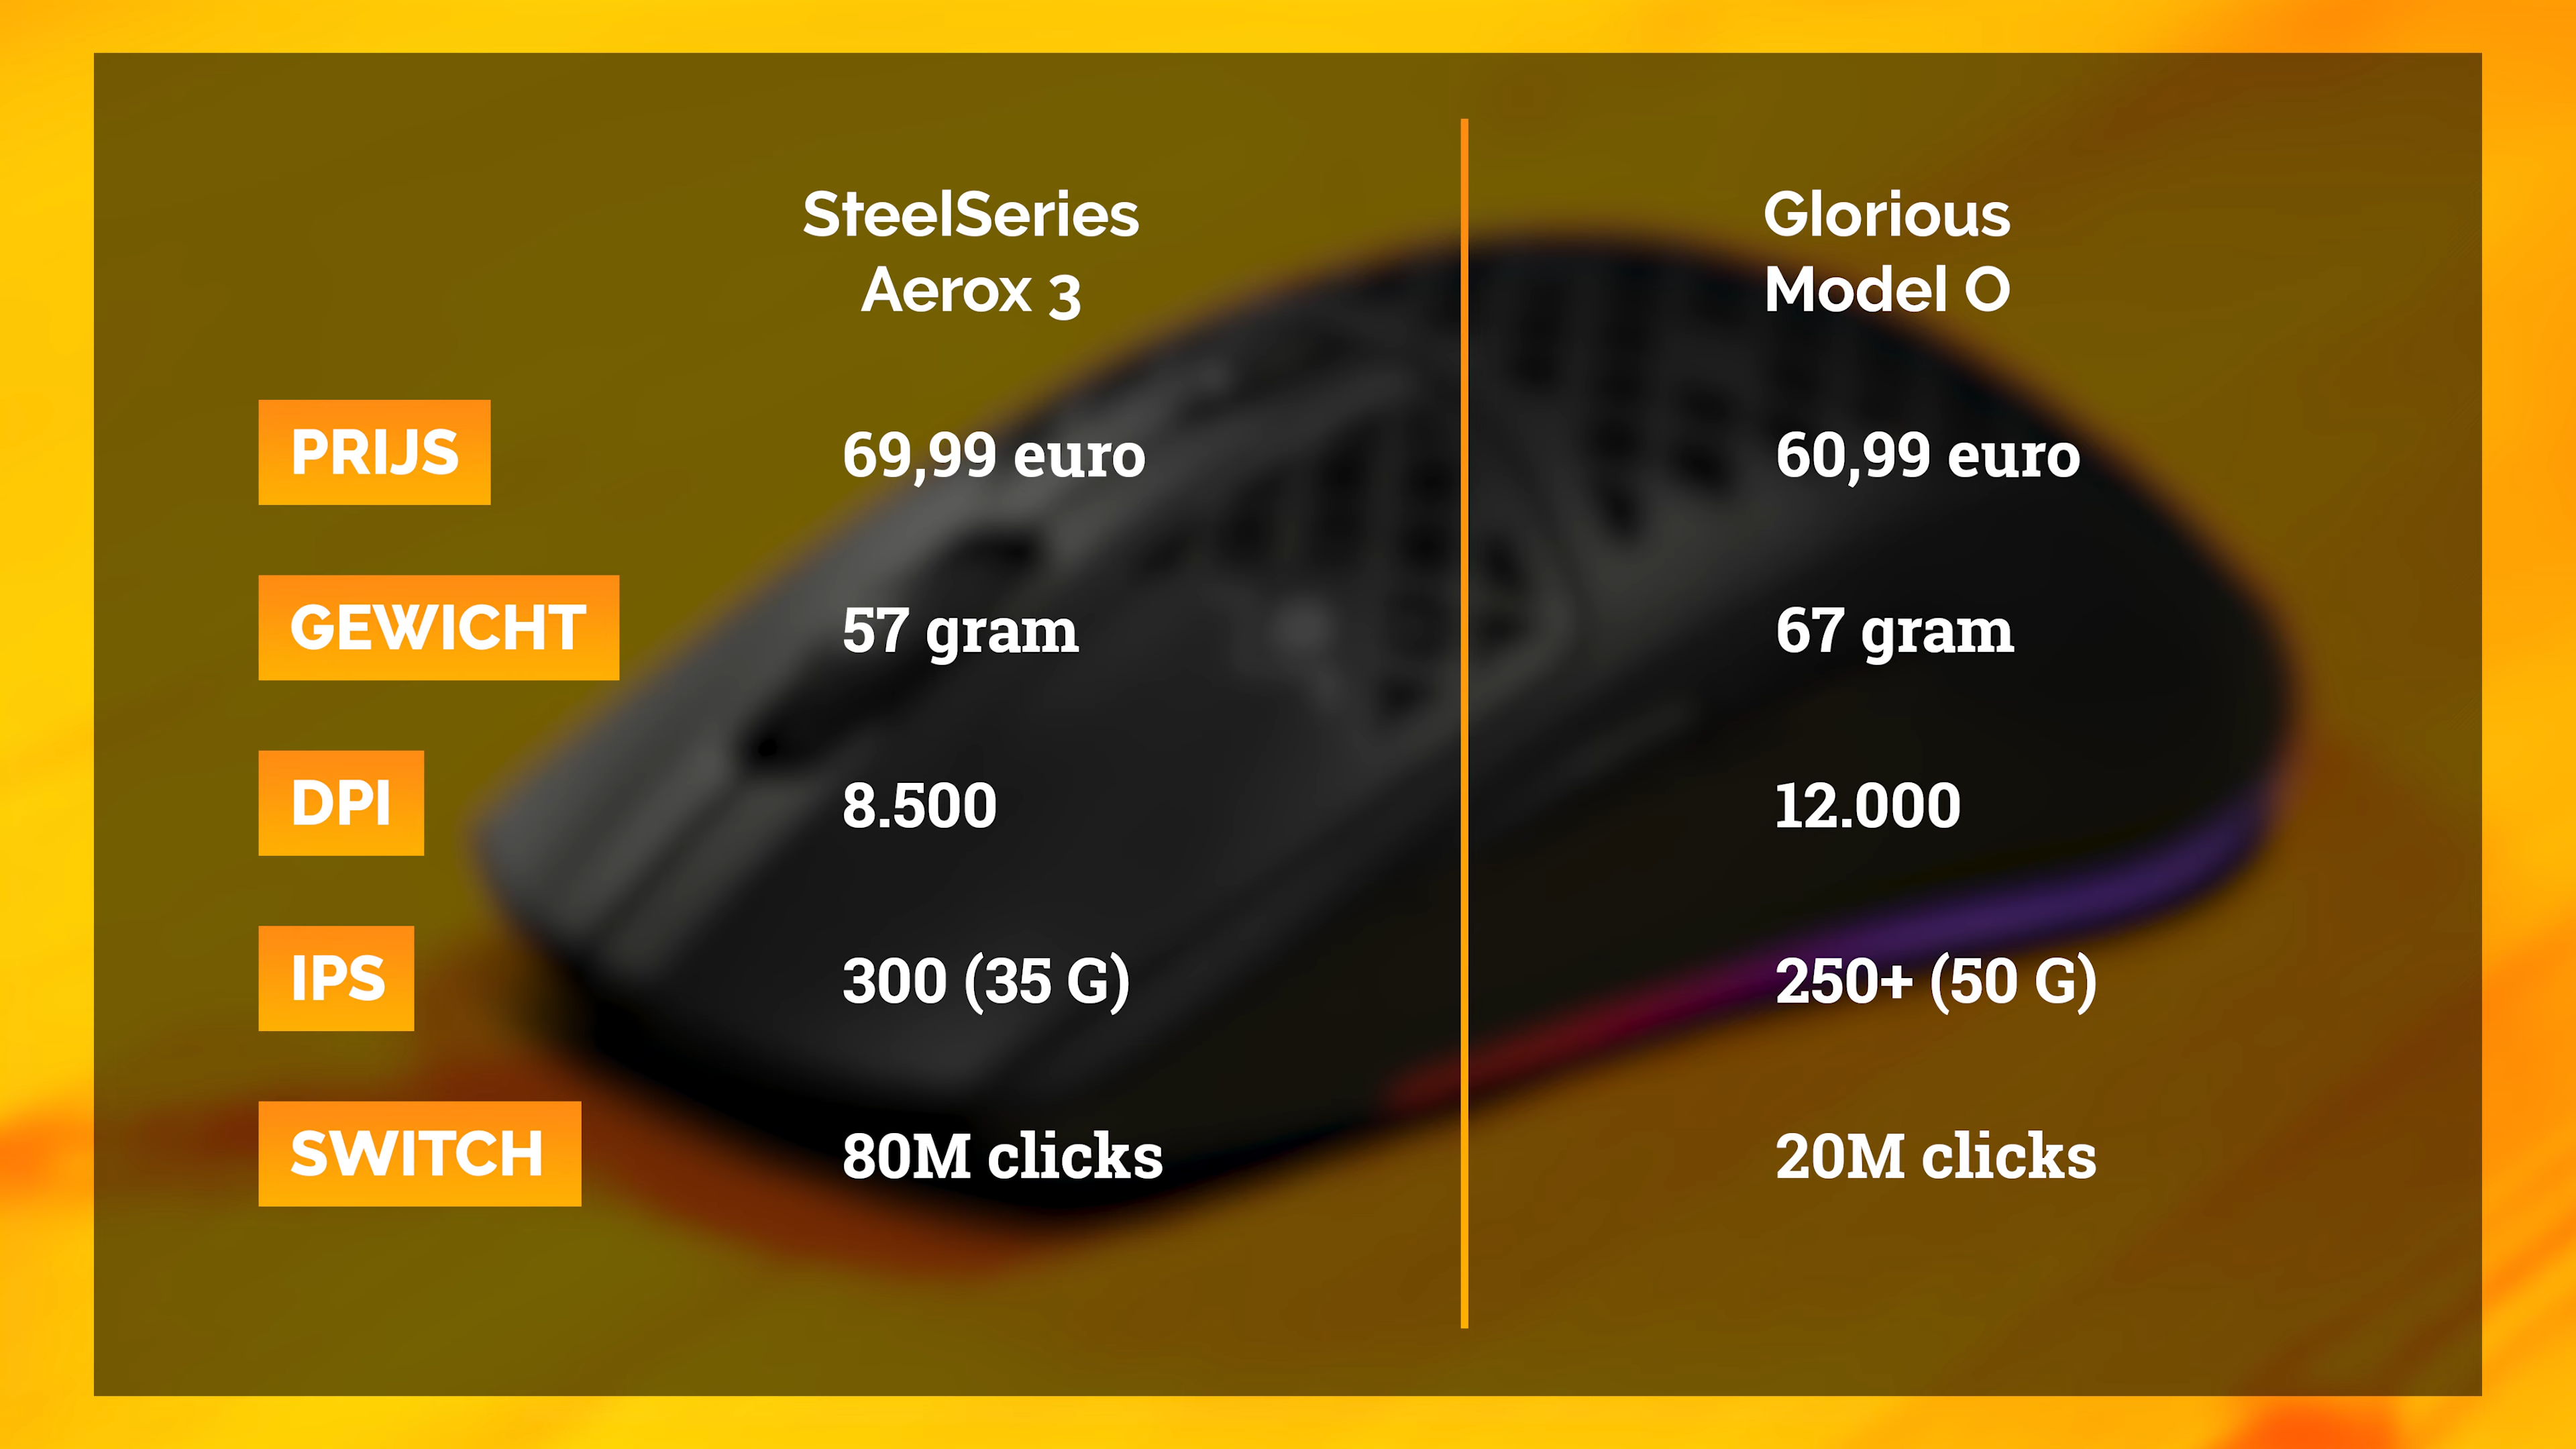 SteelSeries
Aerox 3
Glorious
Model O
PRIJS 69,99 euro 60,99 euro
GEWICHT 57 gram 67 gram
DPI 8.500 12.000
IPS 300 (35 G) 250+ (50 G)
SWITCH 80M clicks 20M clicks